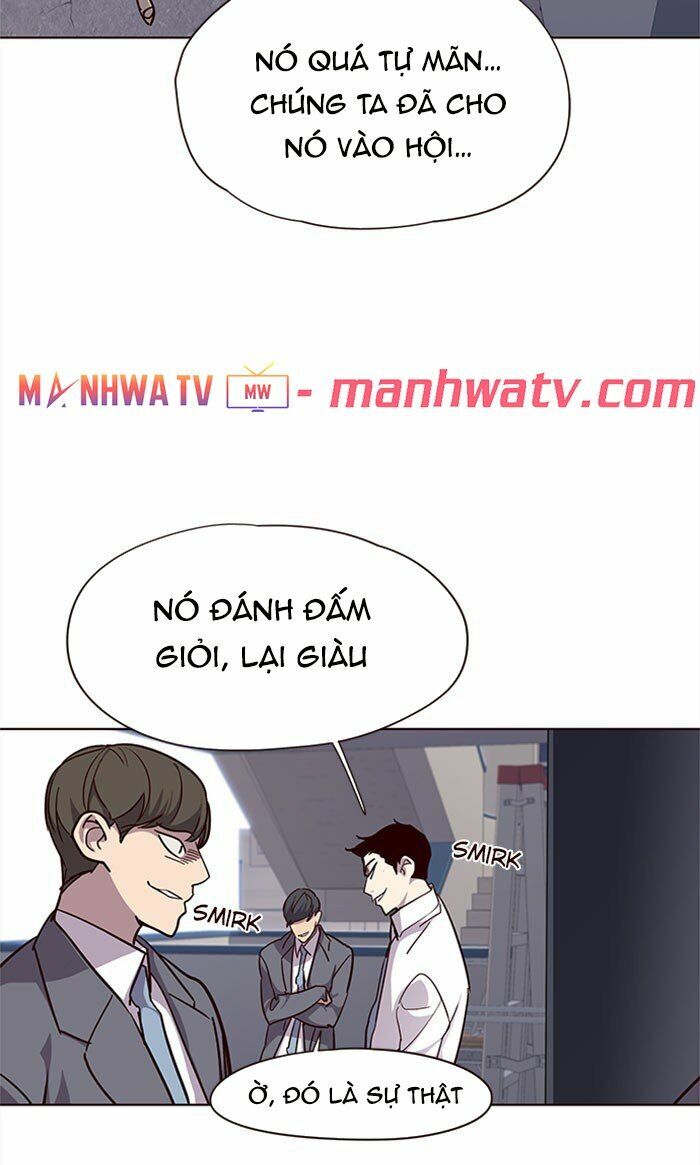 NÓ QUÁ TỰ MÃN...
CHÚNG TA ĐÃ CHO
NÓ VÀO HỘI...
MANHWA TV MW - manhwatv.com
NÓ ĐÁNH ĐẤM
GIỎI, LẠI GIÀU
SMIRK
SMIRK
Ờ, ĐÓ LÀ SỰ THẬT